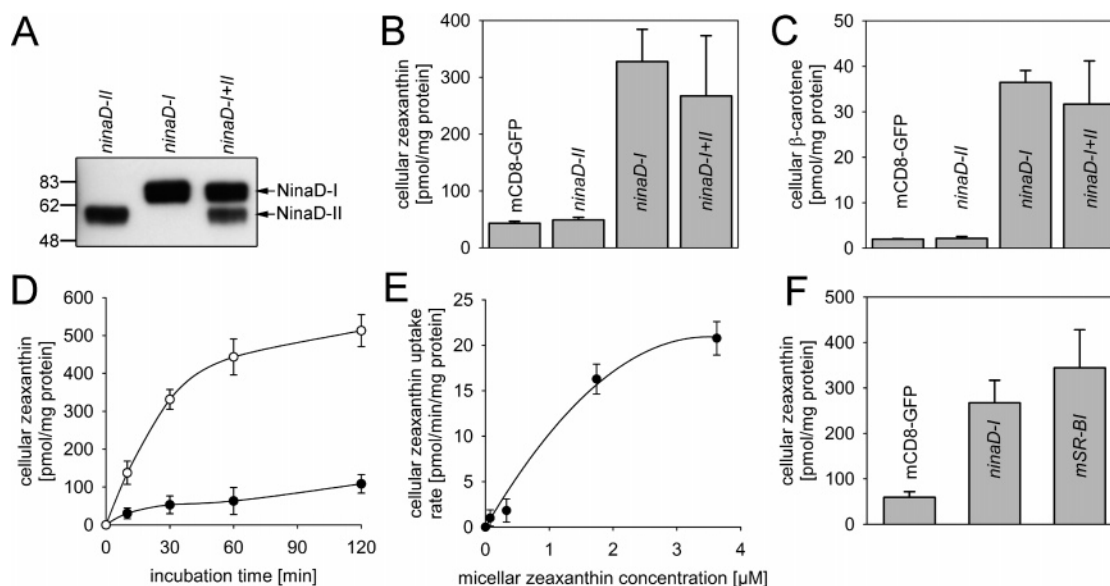 A
ninaD-II
ninaD-I
ninaD-I+II
83
62
48
NinaD-I
NinaD-II
B
cellular zeaxanthin
[pmol/mg protein]
400
300
200
100
0
mCD8-GFP
ninaD-II
ninaD-I
ninaD-I+II
C
cellular β-carotene
[pmol/mg protein]
50
40
30
20
10
0
mCD8-GFP
ninaD-II
ninaD-I
ninaD-I+II
D
cellular zeaxanthin
[pmol/mg protein]
600
500
400
300
200
100
0
0
30
60
90
120
incubation time [min]
E
cellular zeaxanthin uptake
rate [pmol/min/mg protein]
25
20
15
10
5
0
0
1
2
3
4
micellar zeaxanthin concentration [µM]
F
cellular zeaxanthin
[pmol/mg protein]
500
400
300
200
100
0
mCD8-GFP
ninaD-I
mSR-BI